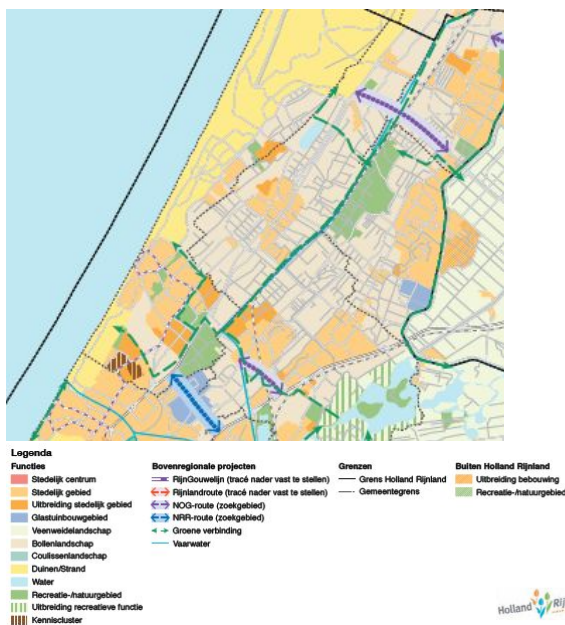 Legenda
Functies
Stedelijk centrum
Stedelijk gebied
Uitbreiding stedelijk gebied
Glastuinbouwgebied
Veenweidelandschap
Bollenlandschap
Coulissenlandschap
Duinen/Strand
Water
Recreatie-/natuurgebied
Uitbreiding recreatieve functie
Kenniscluster
Bovenregionale projecten
RijnGouwelijn (tracé nader vast te stellen)
Rijnlandroute (tracé nader vast te stellen)
NOG-route (zoekgebied)
NRR-route (zoekgebied)
Groene verbinding
Vaarwater
Grenzen
Grens Holland Rijnland
Gemeentegrens
Buiten Holland Rijnland
Uitbreiding bebouwing
Recreatie-/natuurgebied
Holland Rij